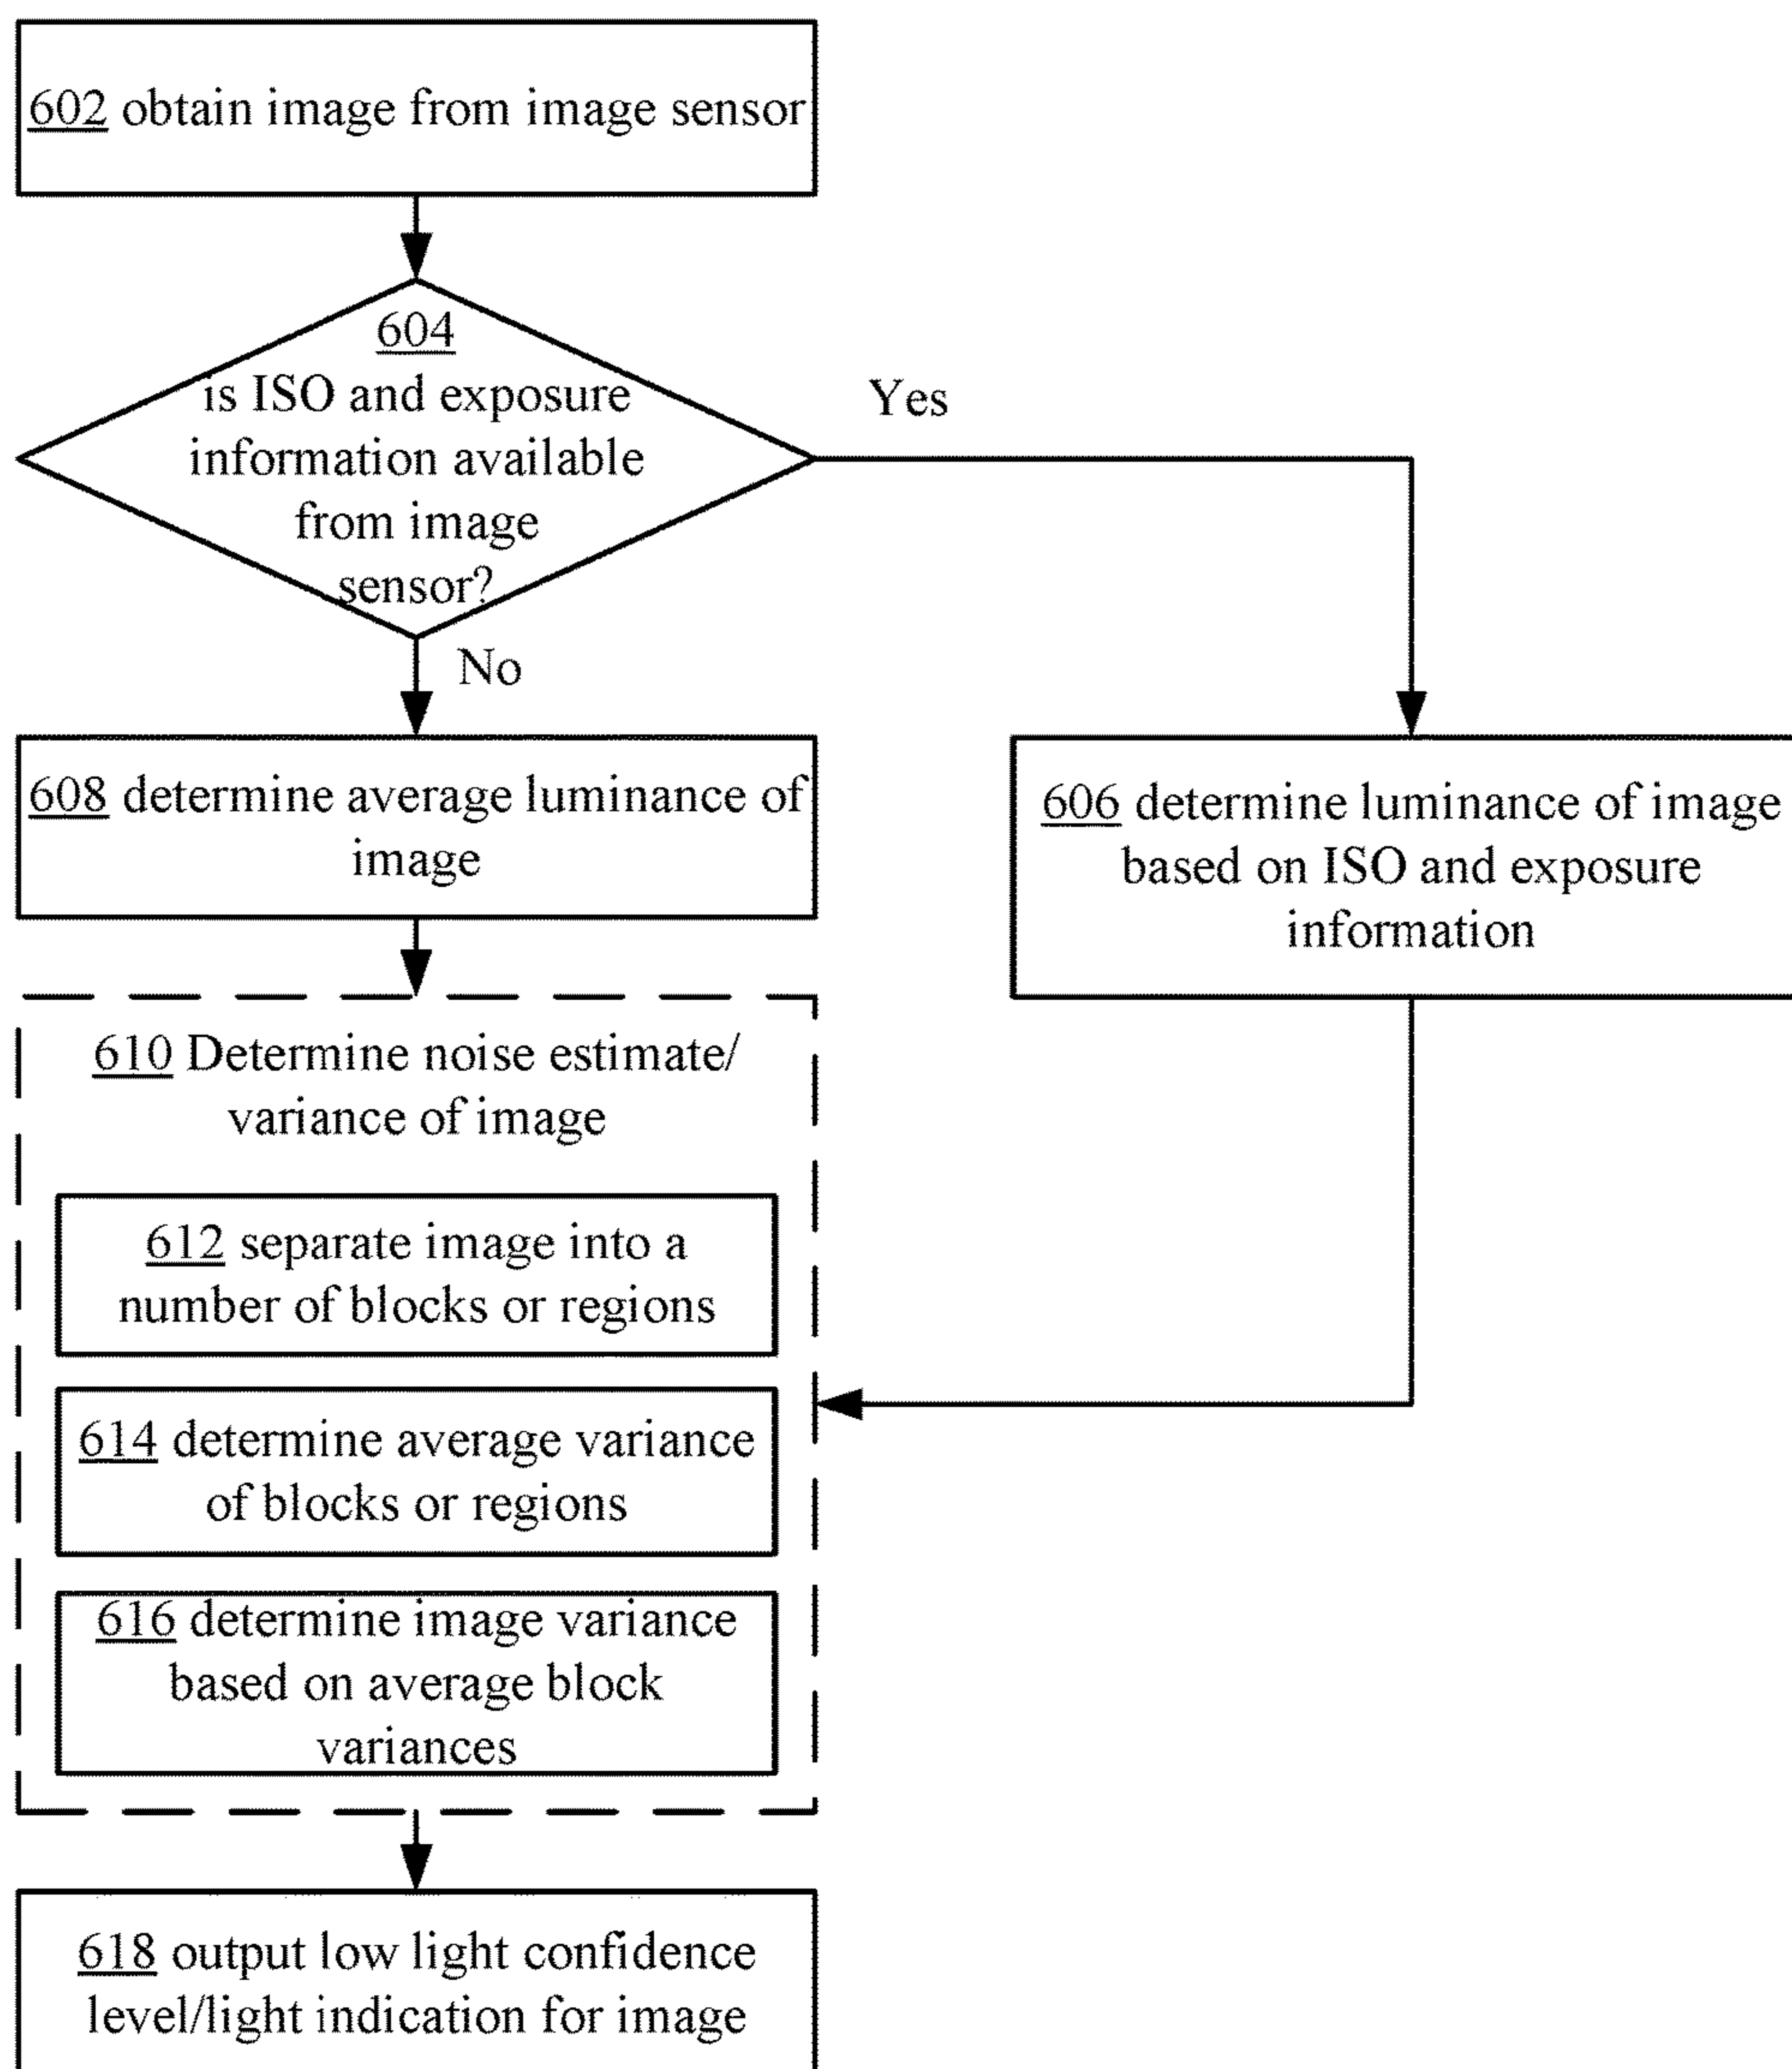 602 obtain image from image sensor
604
is ISO and exposure
information available
from image
sensor?
Yes
No
608 determine average luminance of
image
606 determine luminance of image
based on ISO and exposure
information
610 Determine noise estimate/
variance of image
612 separate image into a
number of blocks or regions
614 determine average variance
of blocks or regions
616 determine image variance
based on average block
variances
618 output low light confidence
level/light indication for image